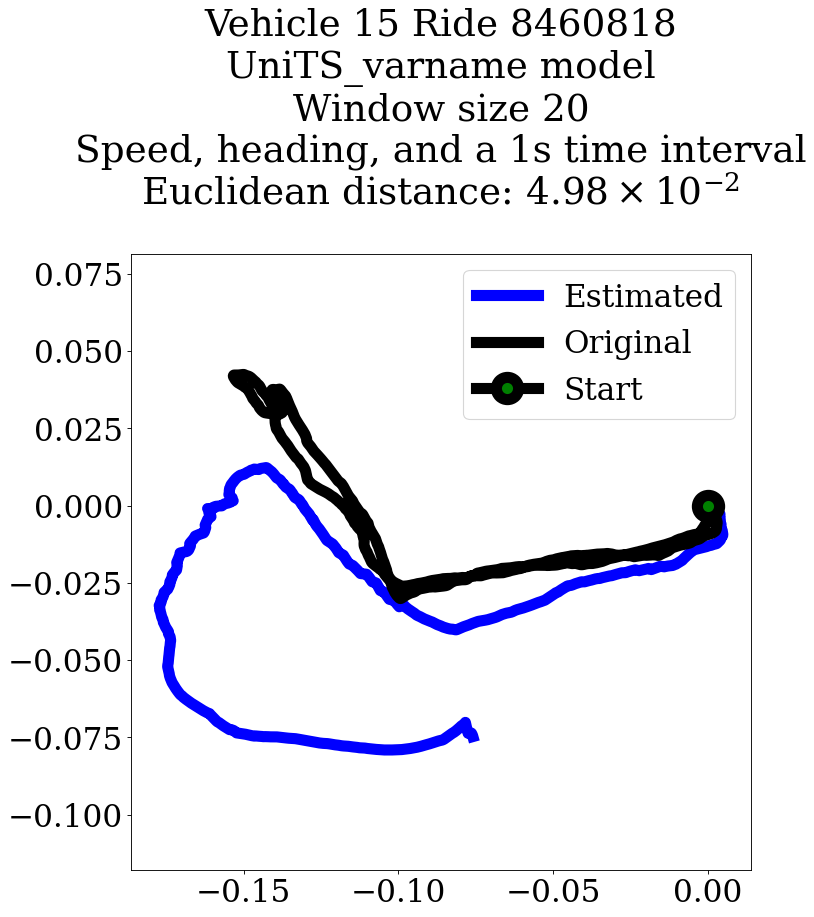 Vehicle 15 Ride 8460818
UniTS_varname model
Window size 20
Speed, heading, and a 1s time interval
Euclidean distance: 4.98 × 10⁻²
0.075
0.050
0.025
0.000
−0.025
−0.050
−0.075
−0.100
Estimated
Original
Start
−0.15
−0.10
−0.05
0.00